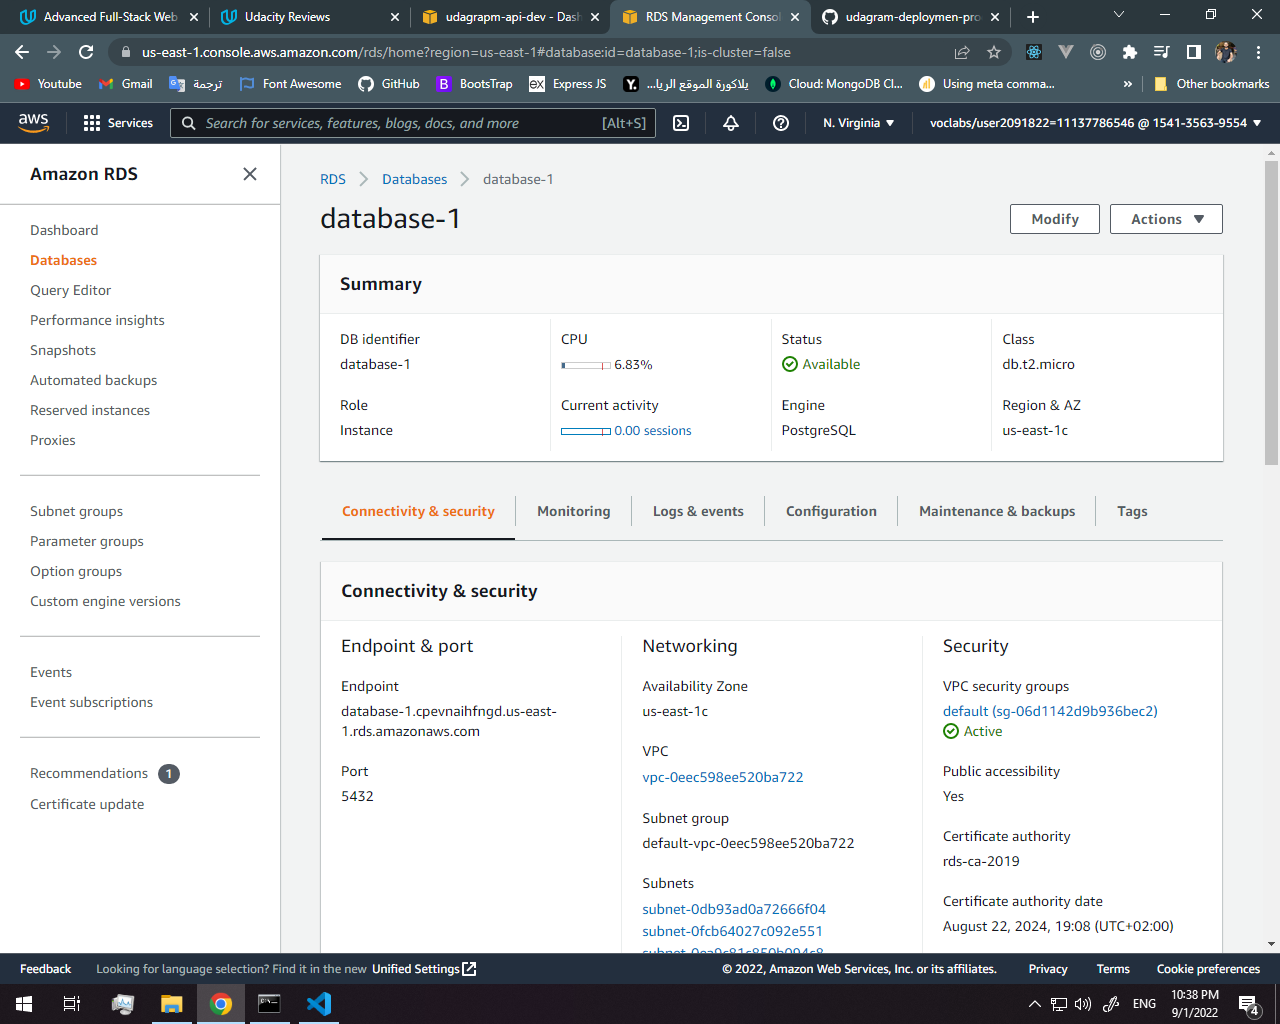 Advanced Full-Stack Web
Udacity Reviews
udagrapm-api-dev - Dash
RDS Management Consol
udagram-deploymen-pro
us-east-1.console.aws.amazon.com/rds/home?region=us-east-1#database:id=database-1;is-cluster=false
Youtube
Gmail
ترجمة
Font Awesome
GitHub
BootsTrap
Express JS
يلاكورة الموقع الريا...
Cloud: MongoDB Cl...
Using meta comma...
»
Other bookmarks
aws
Services
Search for services, features, blogs, docs, and more
[Alt+S]
N. Virginia
voclabs/user2091822=11137786546 @ 1541-3563-9554
Amazon RDS
Dashboard
Databases
Query Editor
Performance insights
Snapshots
Automated backups
Reserved instances
Proxies
Subnet groups
Parameter groups
Option groups
Custom engine versions
Events
Event subscriptions
Recommendations 1
Certificate update
RDS
Databases
database-1
database-1
Modify
Actions
Summary
DB identifier
database-1
CPU
6.83%
Status
Available
Class
db.t2.micro
Role
Instance
Current activity
0.00 sessions
Engine
PostgreSQL
Region & AZ
us-east-1c
Connectivity & security
Monitoring
Logs & events
Configuration
Maintenance & backups
Tags
Connectivity & security
Endpoint & port
Endpoint
database-1.cpevnaihfngd.us-east-
1.rds.amazonaws.com
Port
5432
Networking
Availability Zone
us-east-1c
VPC
vpc-0eec598ee520ba722
Subnet group
default-vpc-0eec598ee520ba722
Subnets
subnet-0db93ad0a72666f04
subnet-0fcb64027c092e551
subnet-0ea9c81c850b094c8
Security
VPC security groups
default (sg-06d1142d9b936bec2)
Active
Public accessibility
Yes
Certificate authority
rds-ca-2019
Certificate authority date
August 22, 2024, 19:08 (UTC+02:00)
Feedback
Looking for language selection? Find it in the new Unified Settings
© 2022, Amazon Web Services, Inc. or its affiliates.
Privacy
Terms
Cookie preferences
ENG
10:38 PM
9/1/2022
4